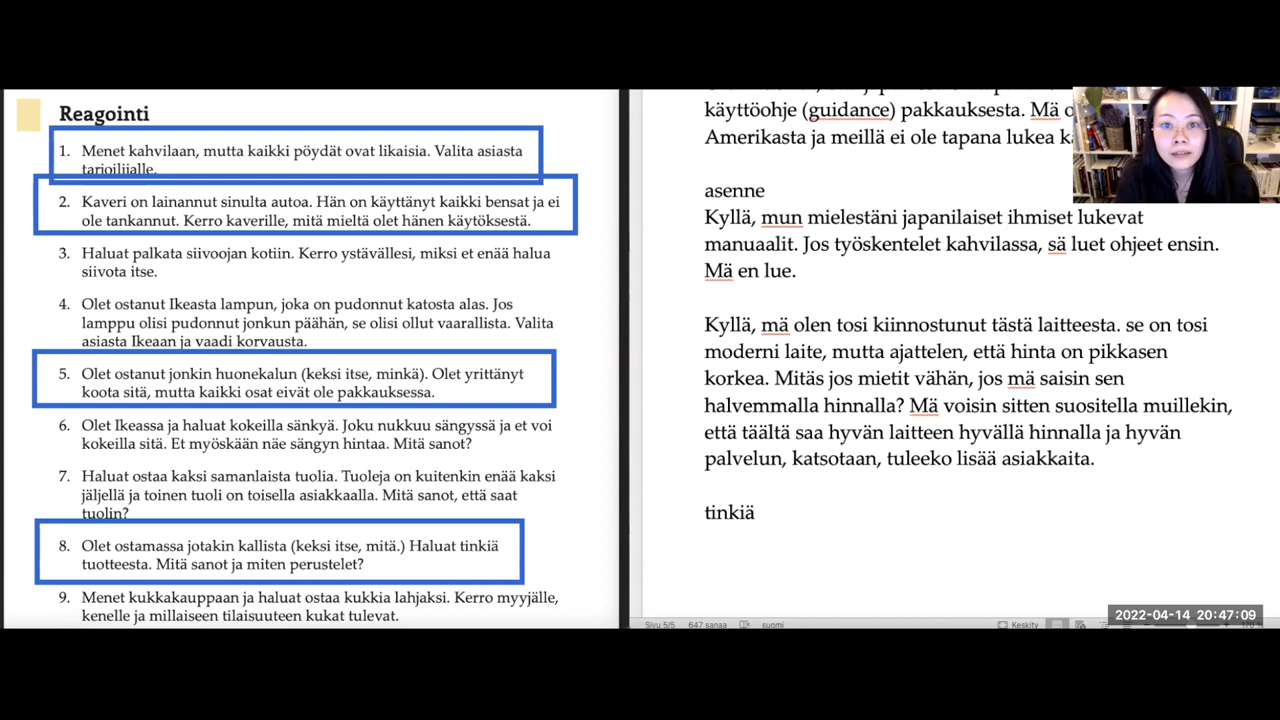 Reagointi
1. Menet kahvilaan, mutta kaikki pöydät ovat likaisia. Valita asiasta
tarjoilijalle.
2. Kaveri on lainannut sinulta autoa. Hän on käyttänyt kaikki bensat ja ei
ole tankannut. Kerro kaverille, mitä mieltä olet hänen käytöksestä.
3. Haluat palkata siivoojan kotiin. Kerro ystävällesi, miksi et enää halua
siivota itse.
4. Olet ostanut Ikeasta lampun, joka on pudonnut katosta alas. Jos
lamppu olisi pudonnut jonkun päähän, se olisi ollut vaarallista. Valita
asiasta Ikeaan ja vaadi korvausta.
5. Olet ostanut jonkin huonekalun (keksi itse, minkä). Olet yrittänyt
koota sitä, mutta kaikki osat eivät ole pakkauksessa.
6. Olet Ikeassa ja haluat kokeilla sänkyä. Joku nukkuu sängyssä ja et voi
kokeilla sitä. Et myöskään näe sängyn hintaa. Mitä sanot?
7. Haluat ostaa kaksi samanlaista tuolia. Tuoleja on kuitenkin enää kaksi
jäljellä ja toinen tuoli on toisella asiakkaalla. Mitä sanot, että saat
tuolin?
8. Olet ostamassa jotakin kallista (keksi itse, mitä.) Haluat tinkiä
tuotteesta. Mitä sanot ja miten perustelet?
9. Menet kukkakauppaan ja haluat ostaa kukkia lahjaksi. Kerro myyjälle,
kenelle ja millaiseen tilaisuuteen kukat tulevat.
käyttöohje (guidance) pakkauksesta. Mä
Amerikasta ja meillä ei ole tapana lukea
asenne
Kyllä, mun mielestäni japanilaiset ihmiset lukevat
manuaalit. Jos työskentelet kahvilassa, sä luet ohjeet ensin.
Mä en lue.
Kyllä, mä olen tosi kiinnostunut tästä laitteesta. se on tosi
moderni laite, mutta ajattelen, että hinta on pikkasen
korkea. Mitäs jos mietit vähän, jos mä saisin sen
halvemmalla hinnalla? Mä voisin sitten suositella muillekin,
että täältä saa hyvän laitteen hyvällä hinnalla ja hyvän
palvelun, katsotaan, tuleeko lisää asiakkaita.
tinkiä
2022-04-14 20:47:09
Sivu 5/5 647 sanaa suomi Keskity